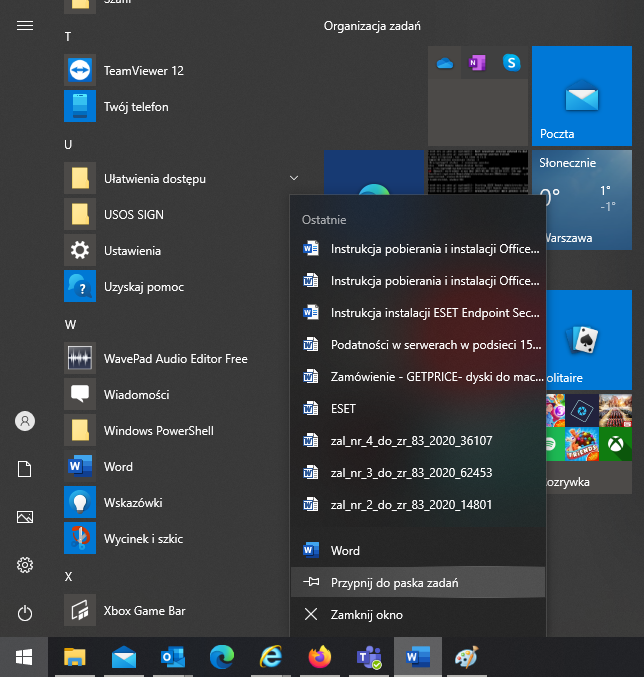 Szafir
T
TeamViewer 12
Twój telefon
U
Ułatwienia dostępu
USOS SIGN
Ustawienia
Uzyskaj pomoc
W
WavePad Audio Editor Free
Wiadomości
Windows PowerShell
Word
Wskazówki
Wycinek i szkic
X
Xbox Game Bar
Organizacja zadań
Poczta
Słonecznie
0°
1°
-1°
Warszawa
olitaire
ozrywka
Ostatnie
Instrukcja pobierania i instalacji Office...
Instrukcja pobierania i instalacji Office...
Instrukcja instalacji ESET Endpoint Sec...
Podatności w serwerach w podsieci 15...
Zamówienie - GETPRICE- dyski do mac...
ESET
zal_nr_4_do_zr_83_2020_36107
zal_nr_3_do_zr_83_2020_62453
zal_nr_2_do_zr_83_2020_14801
Word
Przypnij do paska zadań
Zamknij okno